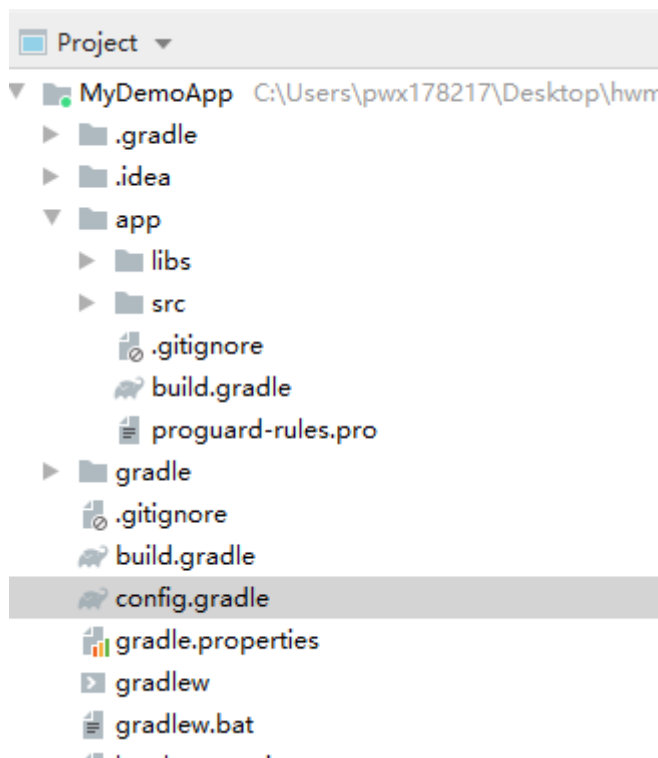 Project
MyDemoApp C:\Users\pwx178217\Desktop\hwm
.gradle
.idea
app
libs
src
.gitignore
build.gradle
proguard-rules.pro
gradle
.gitignore
build.gradle
config.gradle
gradle.properties
gradlew
gradlew.bat